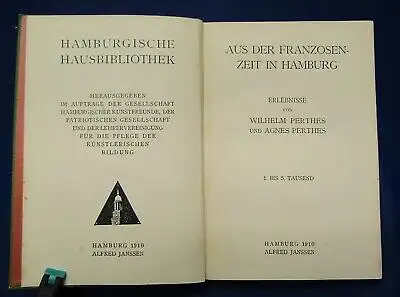 HAMBURGISCHE
HAUSBIBLIOTHEK
HERAUSGEGEBEN
IM AUFTRAGE DER GESELLSCHAFT
HAMBURGISCHER KUNSTFREUNDE, DER
PATRIOTISCHEN GESELLSCHAFT
UND DER LEHRERVEREINIGUNG
FÜR DIE PFLEGE DER
KÜNSTLERISCHEN
BILDUNG
HAMBURG 1910
ALFRED JANSSEN
AUS DER FRANZOSEN-
ZEIT IN HAMBURG
ERLEBNISSE
VON
WILHELM PERTHES
UND AGNES PERTHES
1. BIS 5. TAUSEND
HAMBURG 1910
ALFRED JANSSEN